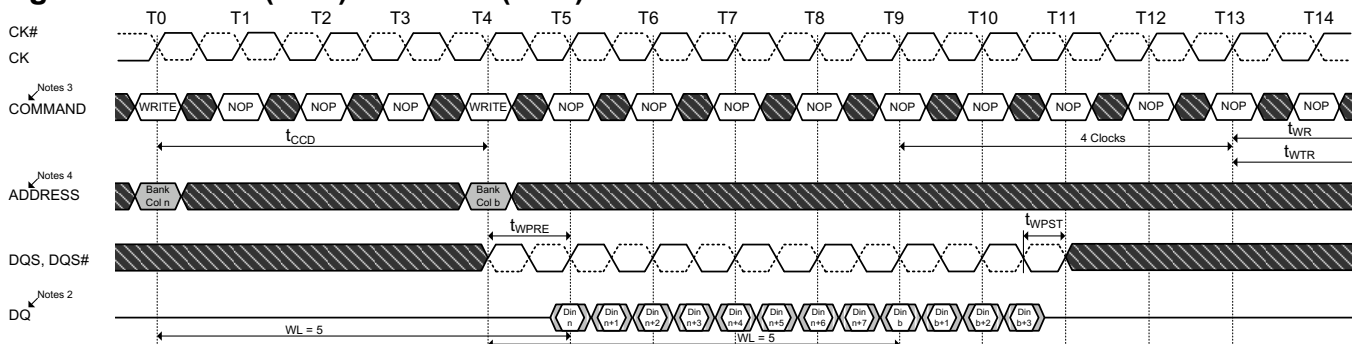 T0 T1 T2 T3 T4 T5 T6 T7 T8 T9 T10 T11 T12 T13 T14
CK#
CK
Notes 3
COMMAND
WRITE NOP NOP NOP WRITE NOP NOP NOP NOP NOP NOP NOP NOP NOP NOP
tCCD
4 Clocks
tWR
tWTR
Notes 4
ADDRESS
Bank Bank
Col n Col b
tWPRE
tWPST
DQS, DQS#
Notes 2
DQ
Din Din Din Din Din Din Din Din Din Din Din Din
n n+1 n+2 n+3 n+4 n+5 n+6 n+7 b b+1 b+2 b+3
WL = 5
WL = 5